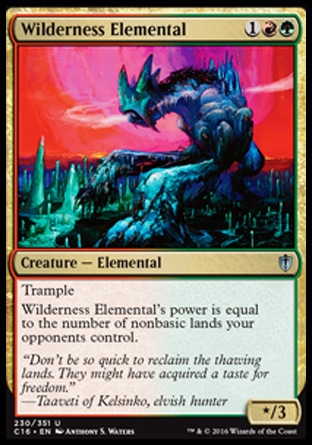 Wilderness Elemental 1
Creature — Elemental
Trample
Wilderness Elemental's power is equal
to the number of nonbasic lands your
opponents control.
"Don't be so quick to reclaim the thawing
lands. They might have acquired a taste for
freedom."
—Taaveti of Kelsinko, elvish hunter
*/3
230/351 U
C16 • EN Anthony S. Waters
™ & © 2016 Wizards of the Coast